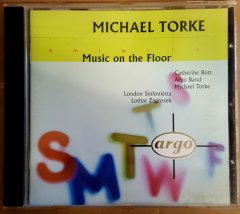 MICHAEL TORKE
Music on the Floor
Catherine Bott
Argo Band
Michael Torke
London Sinfonietta
Lothar Zagrosek
argo
T
S
S M T W F